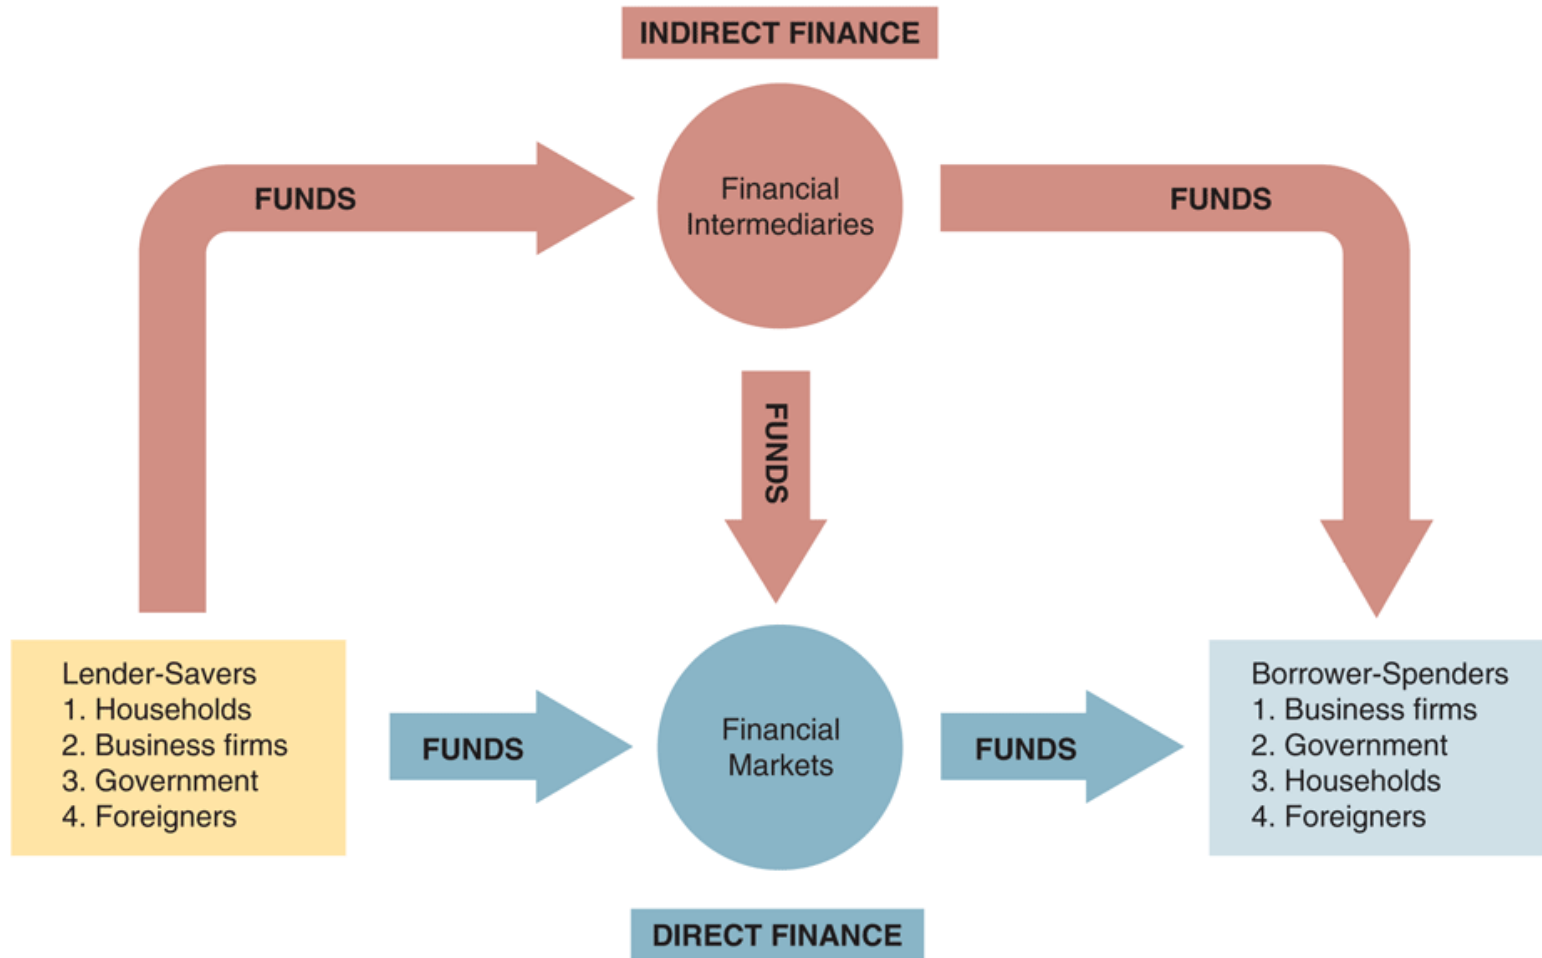 INDIRECT FINANCE
Financial
Intermediaries
FUNDS
FUNDS
FUNDS
Lender-Savers
1. Households
2. Business firms
3. Government
4. Foreigners
FUNDS
Financial
Markets
FUNDS
Borrower-Spenders
1. Business firms
2. Government
3. Households
4. Foreigners
DIRECT FINANCE